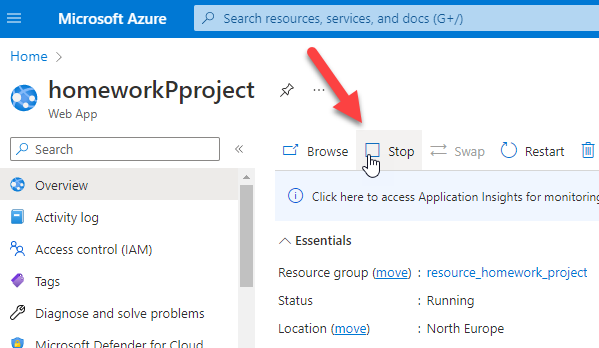 Microsoft Azure
Search resources, services, and docs (G+/)
Home >
homeworkPproject
...
Web App
Search
«
Browse
Stop
Swap
Restart
Overview
Click here to access Application Insights for monitoring
Activity log
Access control (IAM)
Essentials
Tags
Resource group (move) : resource_homework_project
Diagnose and solve problems
Status : Running
Microsoft Defender for Cloud
Location (move) : North Europe